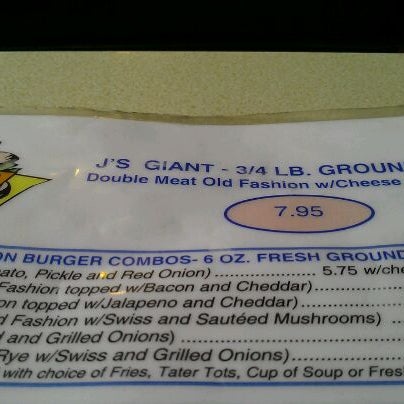 J'S GIANT - 3/4 LB. GROUN
Double Meat Old Fashion w/Cheese
7.95
ON BURGER COMBOS- 6 OZ. FRESH GROUND
ato, Pickle and Red Onion)........................ 5.75 w/che
Fashion topped w/Bacon and Cheddar)..............
on topped w/Jalapeno and Cheddar)................
d Fashion w/Swiss and Sautéed Mushrooms) ...
d and Grilled Onions) ..............................
Rye w/Swiss and Grilled Onions)..................
with choice of Fries, Tater Tots, Cup of Soup or Fres